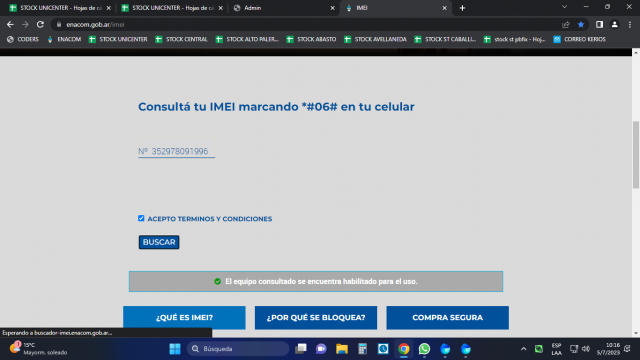 STOCK UNICENTER - Hojas de cá
STOCK UNICENTER - Hojas de cá
Admin
IMEI
enacom.gob.ar/imei
CODERS
ENACOM
STOCK UNICENTER
STOCK CENTRAL
STOCK ALTO PALER...
STOCK ABASTO
STOCK AVELLANEDA
STOCK ST CABALLI...
stock st pbfix - Hoj...
CORREO KERIOS
Consultá tu IMEI marcando *#06# en tu celular
Nº 352978091996
ACEPTO TERMINOS Y CONDICIONES
BUSCAR
El equipo consultado se encuentra habilitado para el uso.
¿QUÉ ES IMEI?
¿POR QUÉ SE BLOQUEA?
COMPRA SEGURA
Esperando a buscador-imei.enacom.gob.ar...
1
15°C
Mayorm. soleado
Búsqueda
ESP
LAA
10:16
5/7/2023